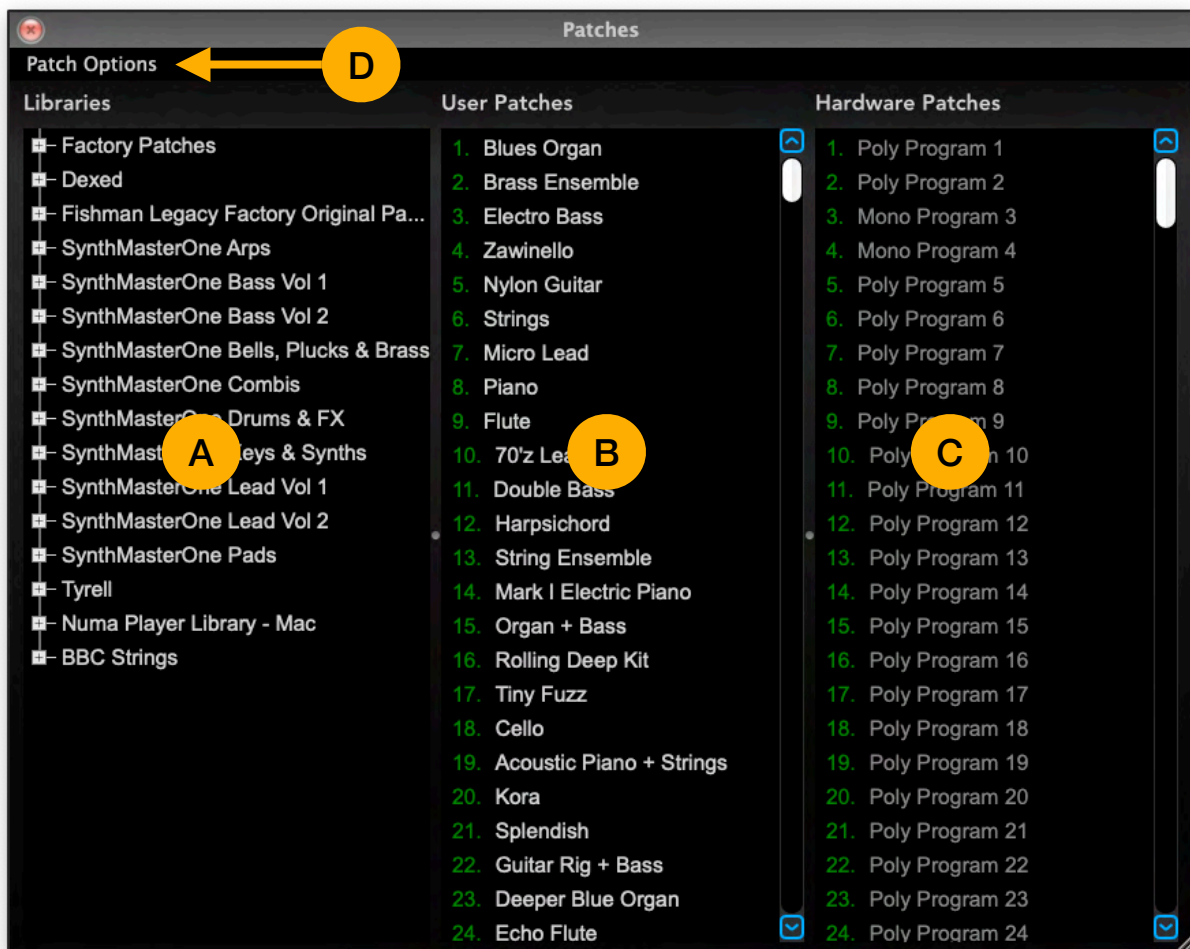 Patches
Patch Options
D
Libraries
Factory Patches
Dexed
Fishman Legacy Factory Original Pa...
SynthMasterOne Arps
SynthMasterOne Bass Vol 1
SynthMasterOne Bass Vol 2
SynthMasterOne Bells, Plucks & Brass
SynthMasterOne Combis
SynthMasterOne Drums & FX
A
& Synths
SynthMasterOne Lead Vol 1
SynthMasterOne Lead Vol 2
SynthMasterOne Pads
Tyrell
Numa Player Library - Mac
BBC Strings
User Patches
1. Blues Organ
2. Brass Ensemble
3. Electro Bass
4. Zawinello
5. Nylon Guitar
6. Strings
7. Micro Lead
8. Piano
9. Flute
10. 70'z
B
11. Double Bass
12. Harpsichord
13. String Ensemble
14. Mark I Electric Piano
15. Organ + Bass
16. Rolling Deep Kit
17. Tiny Fuzz
18. Cello
19. Acoustic Piano + Strings
20. Kora
21. Splendish
22. Guitar Rig + Bass
23. Deeper Blue Organ
24. Echo Flute
Hardware Patches
1. Poly Program 1
2. Poly Program 2
3. Mono Program 3
4. Mono Program 4
5. Poly Program 5
6. Poly Program 6
7. Poly Program 7
8. Poly Program 8
9. Poly Program 9
10. Poly 10
C
11. Poly Program 11
12. Poly Program 12
13. Poly Program 13
14. Poly Program 14
15. Poly Program 15
16. Poly Program 16
17. Poly Program 17
18. Poly Program 18
19. Poly Program 19
20. Poly Program 20
21. Poly Program 21
22. Poly Program 22
23. Poly Program 23
24. Poly Program 24